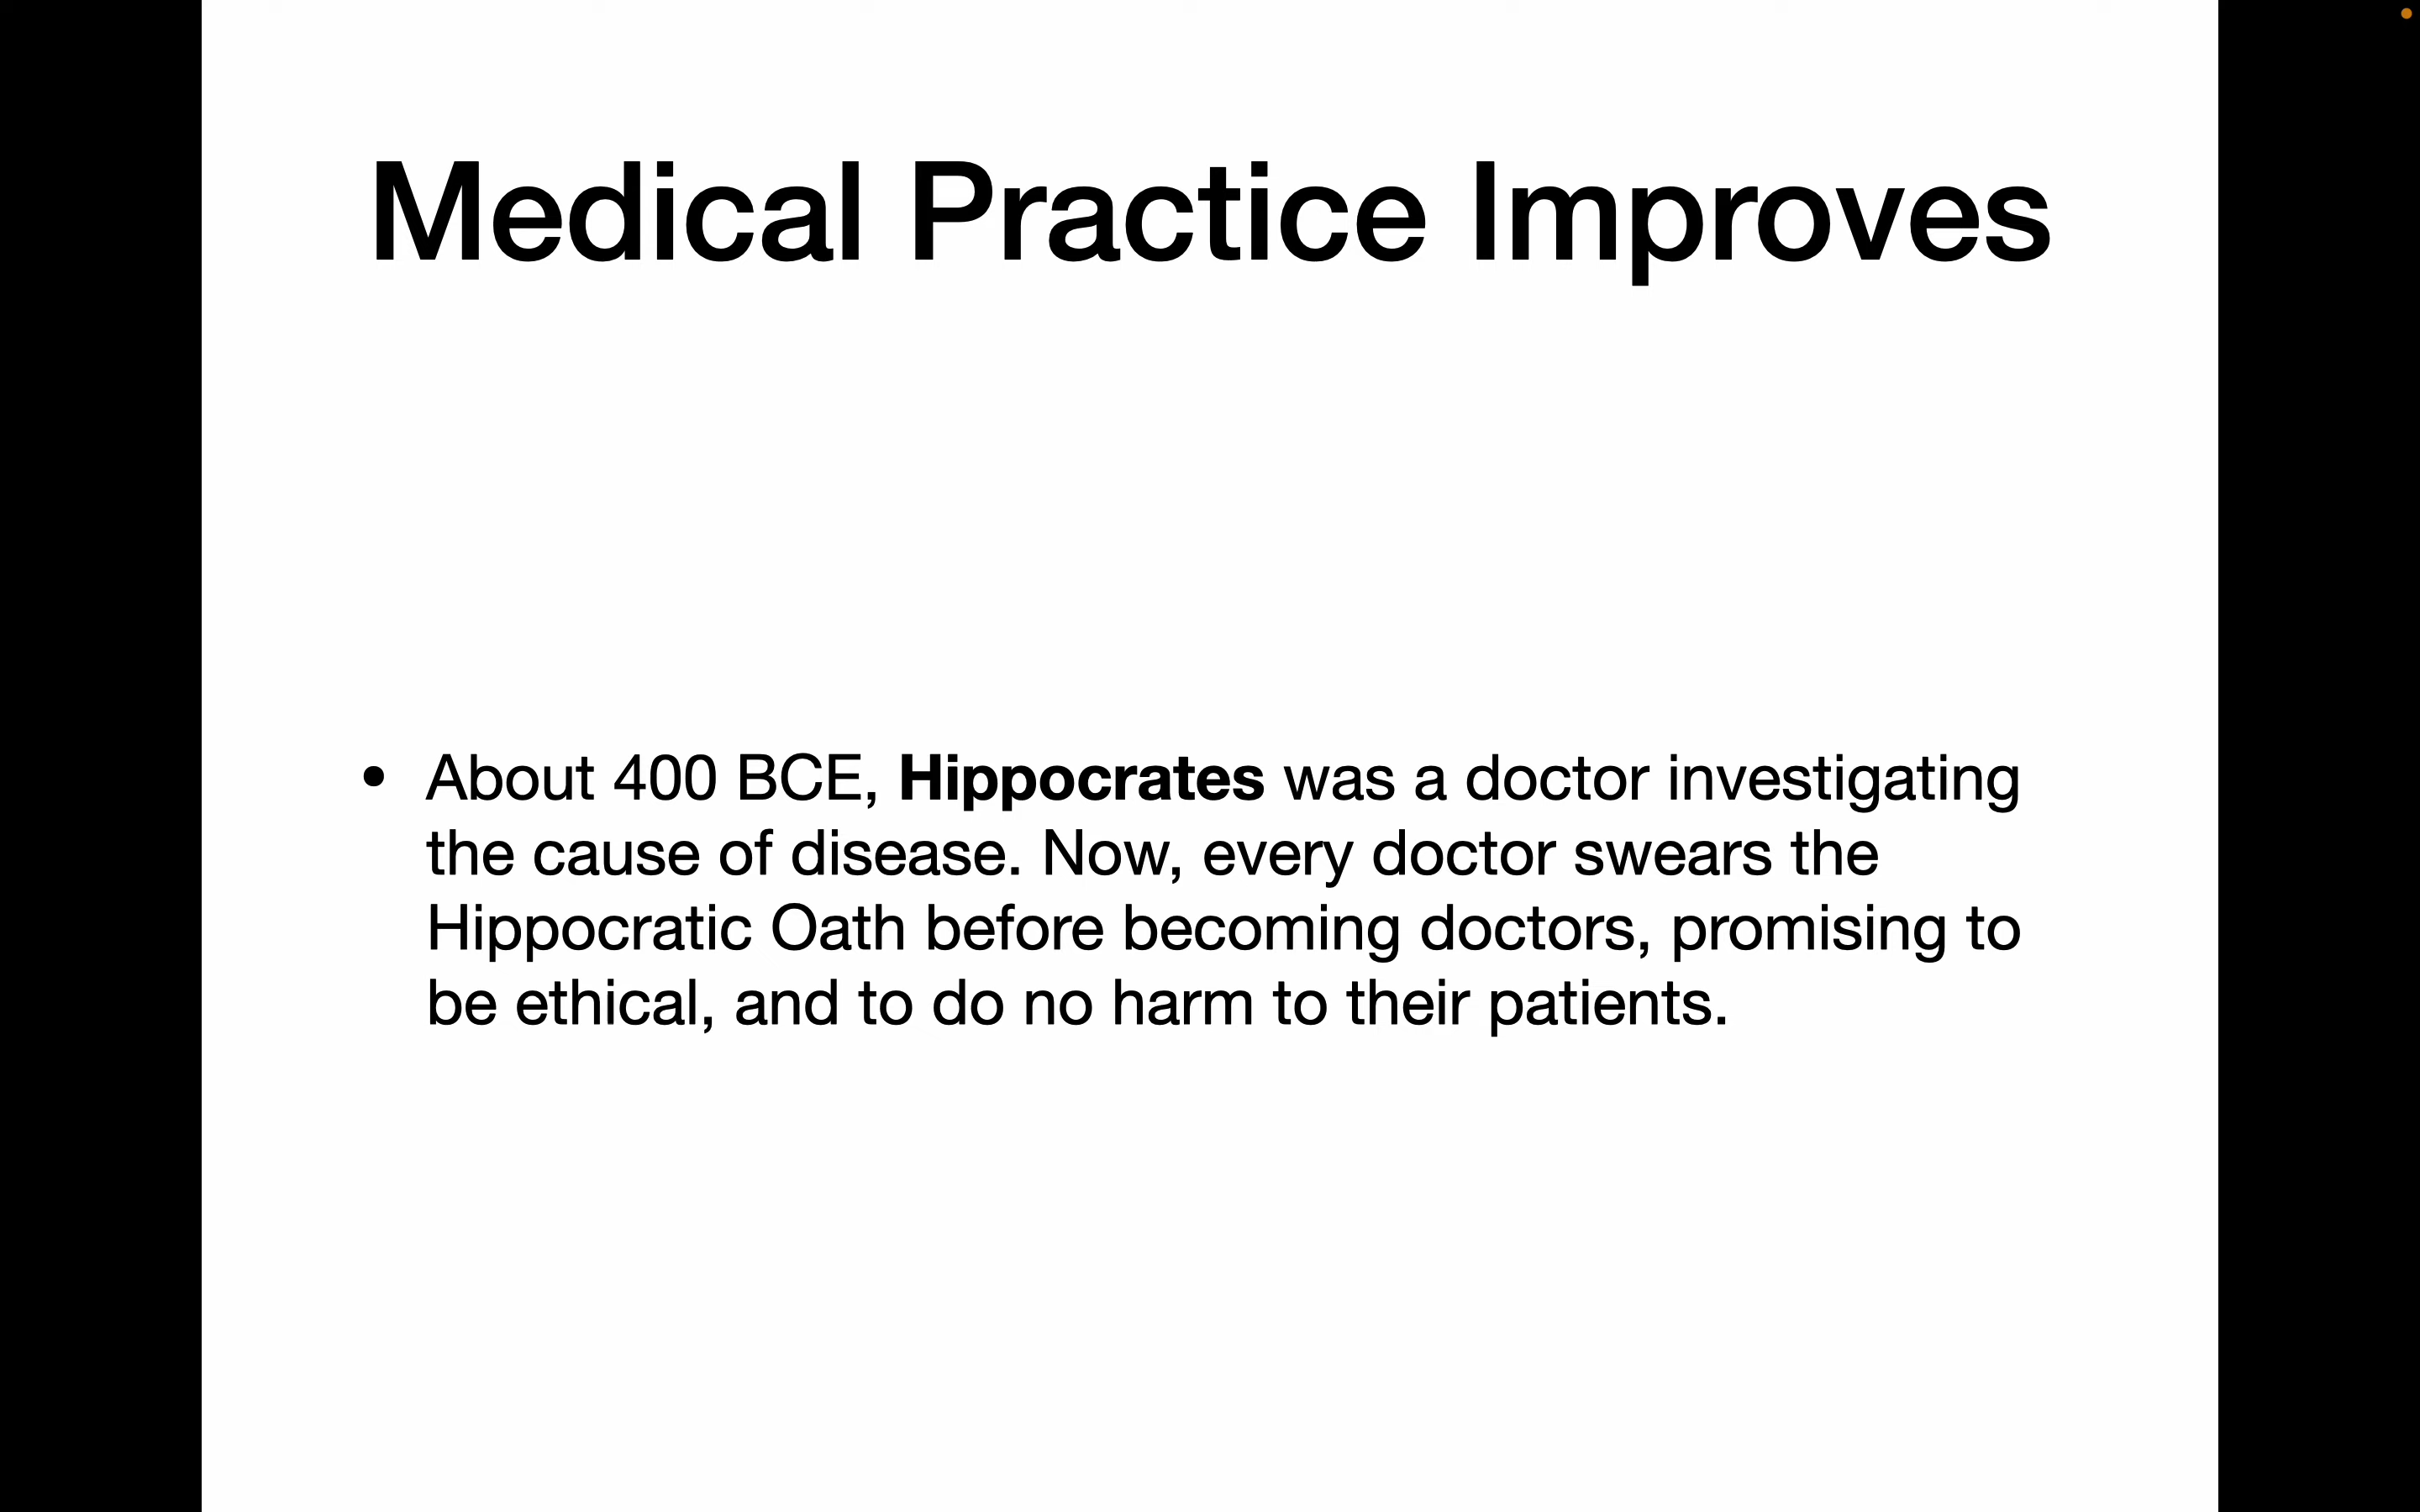 Medical Practice Improves
• About 400 BCE, Hippocrates was a doctor investigating
the cause of disease. Now, every doctor swears the
Hippocratic Oath before becoming doctors, promising to
be ethical, and to do no harm to their patients.